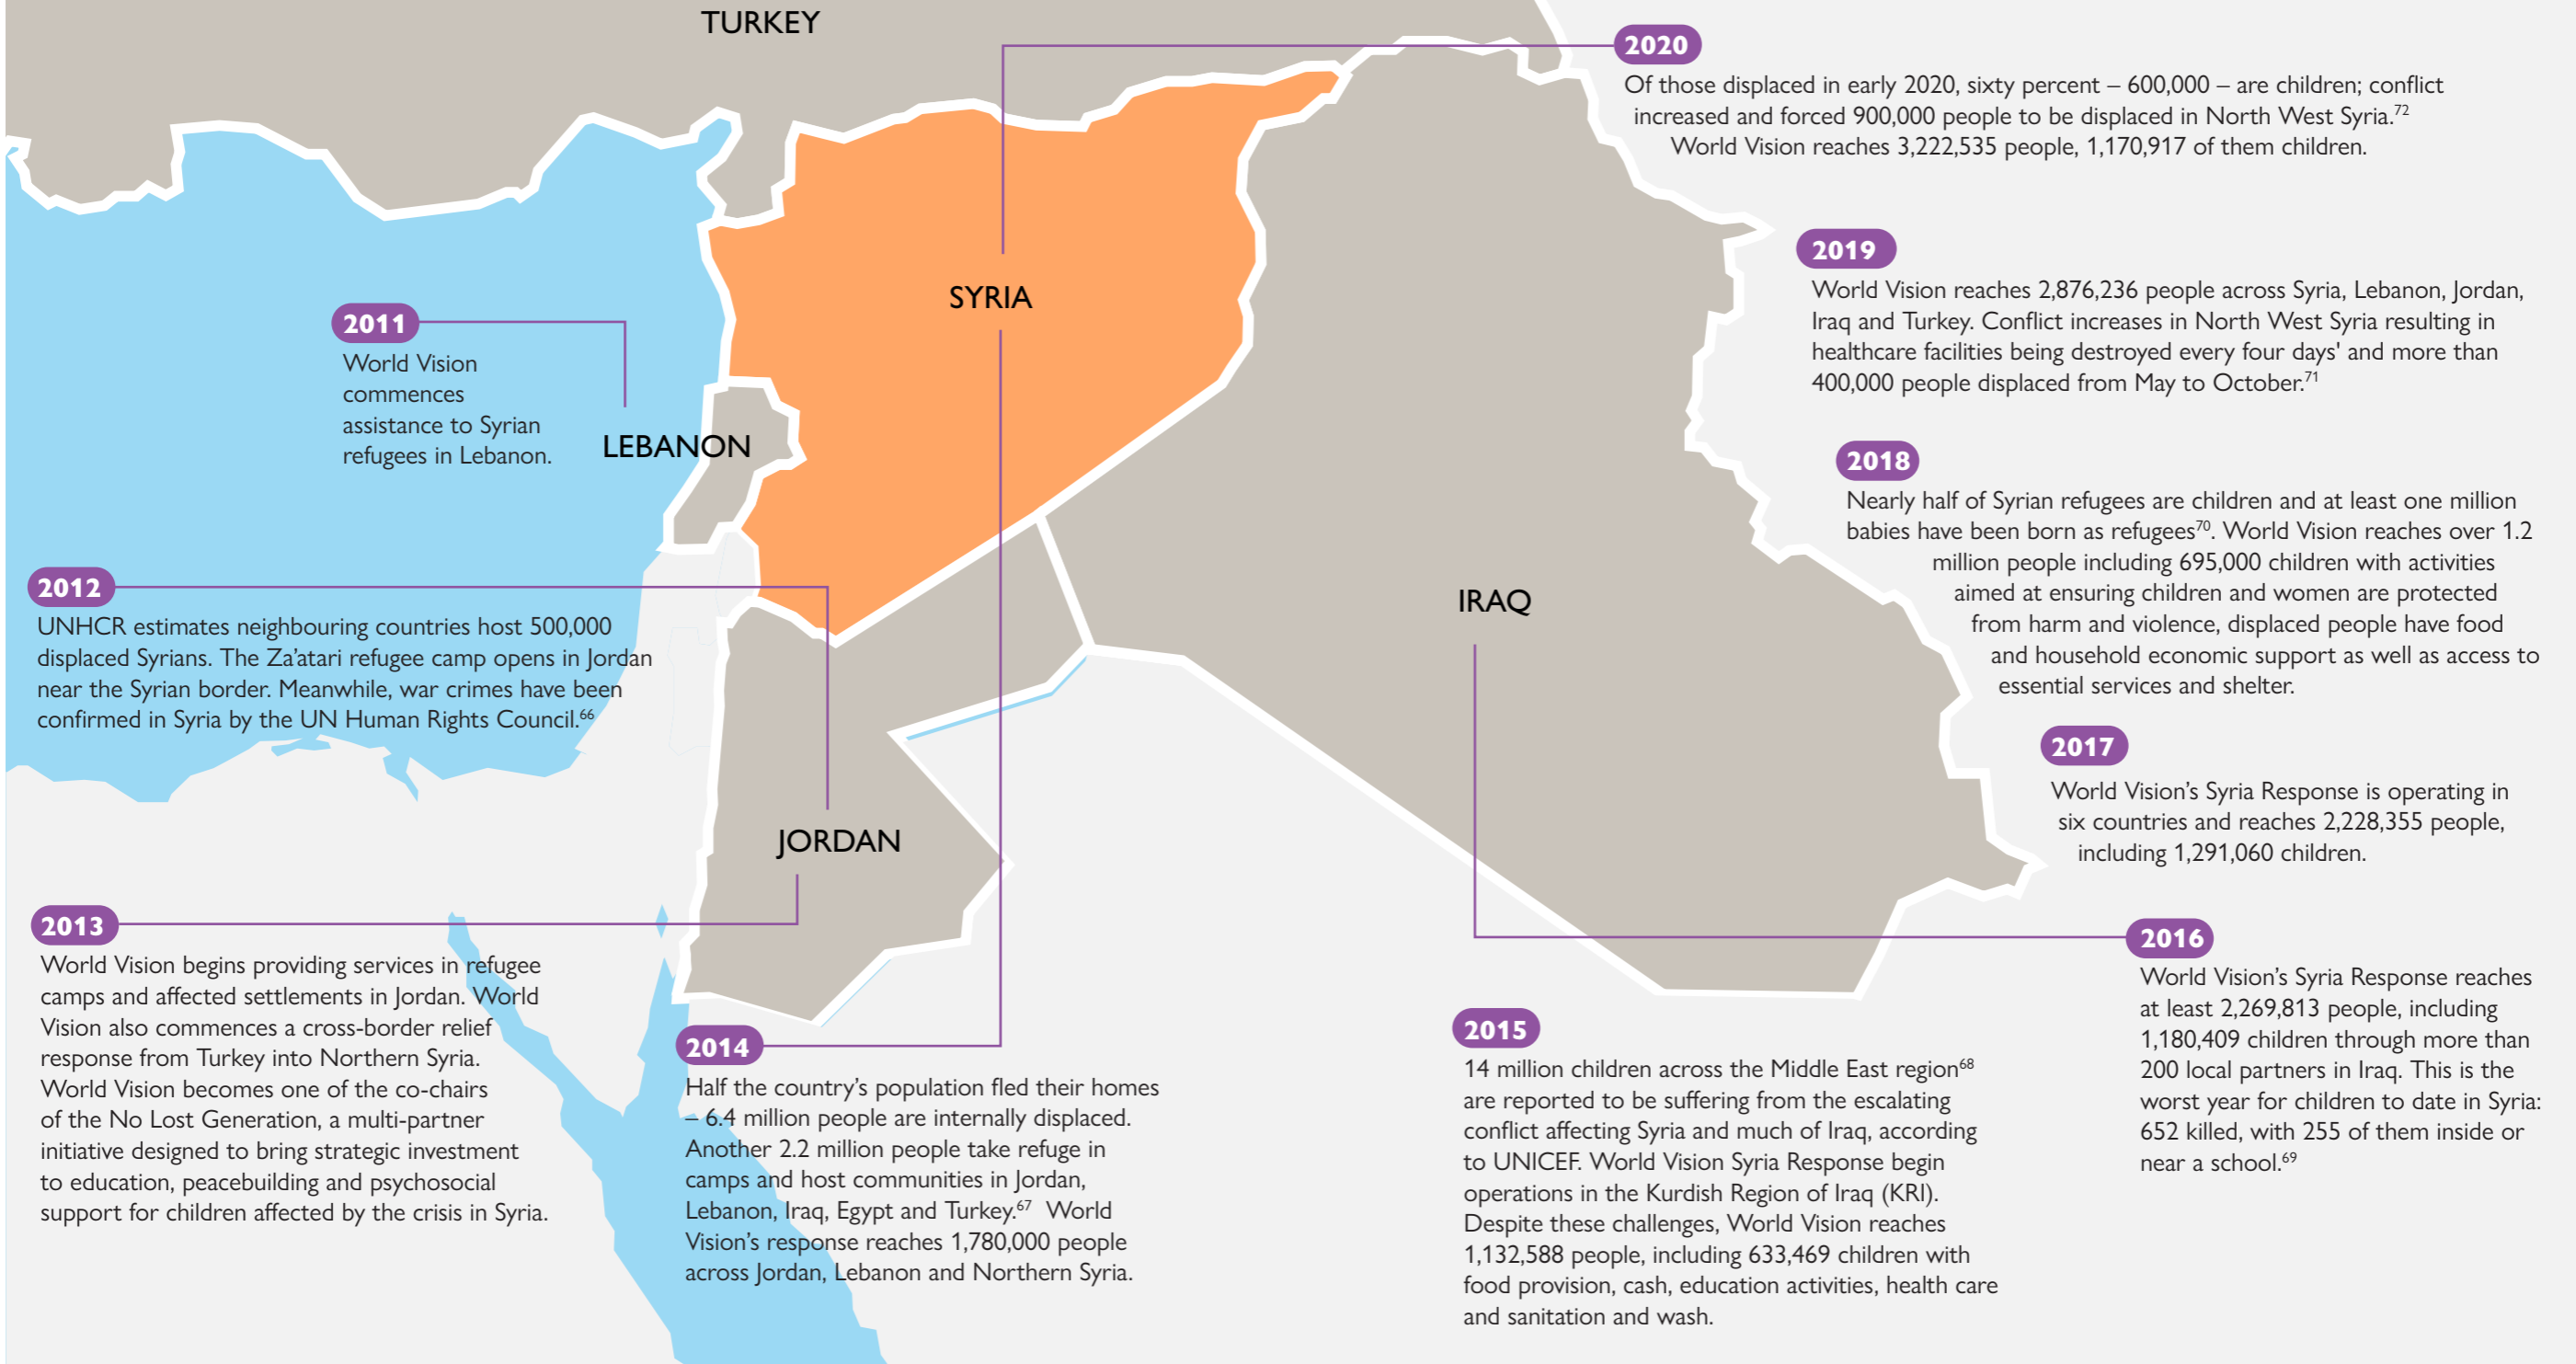 TURKEY
SYRIA
LEBANON
IRAQ
JORDAN
2011
World Vision
commences
assistance to Syrian
refugees in Lebanon.
2012
UNHCR estimates neighbouring countries host 500,000
displaced Syrians. The Za’atari refugee camp opens in Jordan
near the Syrian border. Meanwhile, war crimes have been
confirmed in Syria by the UN Human Rights Council.66
2013
World Vision begins providing services in refugee
camps and affected settlements in Jordan. World
Vision also commences a cross-border relief
response from Turkey into Northern Syria.
World Vision becomes one of the co-chairs
of the No Lost Generation, a multi-partner
initiative designed to bring strategic investment
to education, peacebuilding and psychosocial
support for children affected by the crisis in Syria.
2014
Half the country’s population fled their homes
– 6.4 million people are internally displaced.
Another 2.2 million people take refuge in
camps and host communities in Jordan,
Lebanon, Iraq, Egypt and Turkey.67 World
Vision’s response reaches 1,780,000 people
across Jordan, Lebanon and Northern Syria.
2015
14 million children across the Middle East region68
are reported to be suffering from the escalating
conflict affecting Syria and much of Iraq, according
to UNICEF. World Vision Syria Response begin
operations in the Kurdish Region of Iraq (KRI).
Despite these challenges, World Vision reaches
1,132,588 people, including 633,469 children with
food provision, cash, education activities, health care
and sanitation and wash.
2016
World Vision’s Syria Response reaches
at least 2,269,813 people, including
1,180,409 children through more than
200 local partners in Iraq. This is the
worst year for children to date in Syria:
652 killed, with 255 of them inside or
near a school.69
2017
World Vision’s Syria Response is operating in
six countries and reaches 2,228,355 people,
including 1,291,060 children.
2018
Nearly half of Syrian refugees are children and at least one million
babies have been born as refugees70. World Vision reaches over 1.2
million people including 695,000 children with activities
aimed at ensuring children and women are protected
from harm and violence, displaced people have food
and household economic support as well as access to
essential services and shelter.
2019
World Vision reaches 2,876,236 people across Syria, Lebanon, Jordan,
Iraq and Turkey. Conflict increases in North West Syria resulting in
healthcare facilities being destroyed every four days' and more than
400,000 people displaced from May to October.71
2020
Of those displaced in early 2020, sixty percent – 600,000 – are children; conflict
increased and forced 900,000 people to be displaced in North West Syria.72
World Vision reaches 3,222,535 people, 1,170,917 of them children.